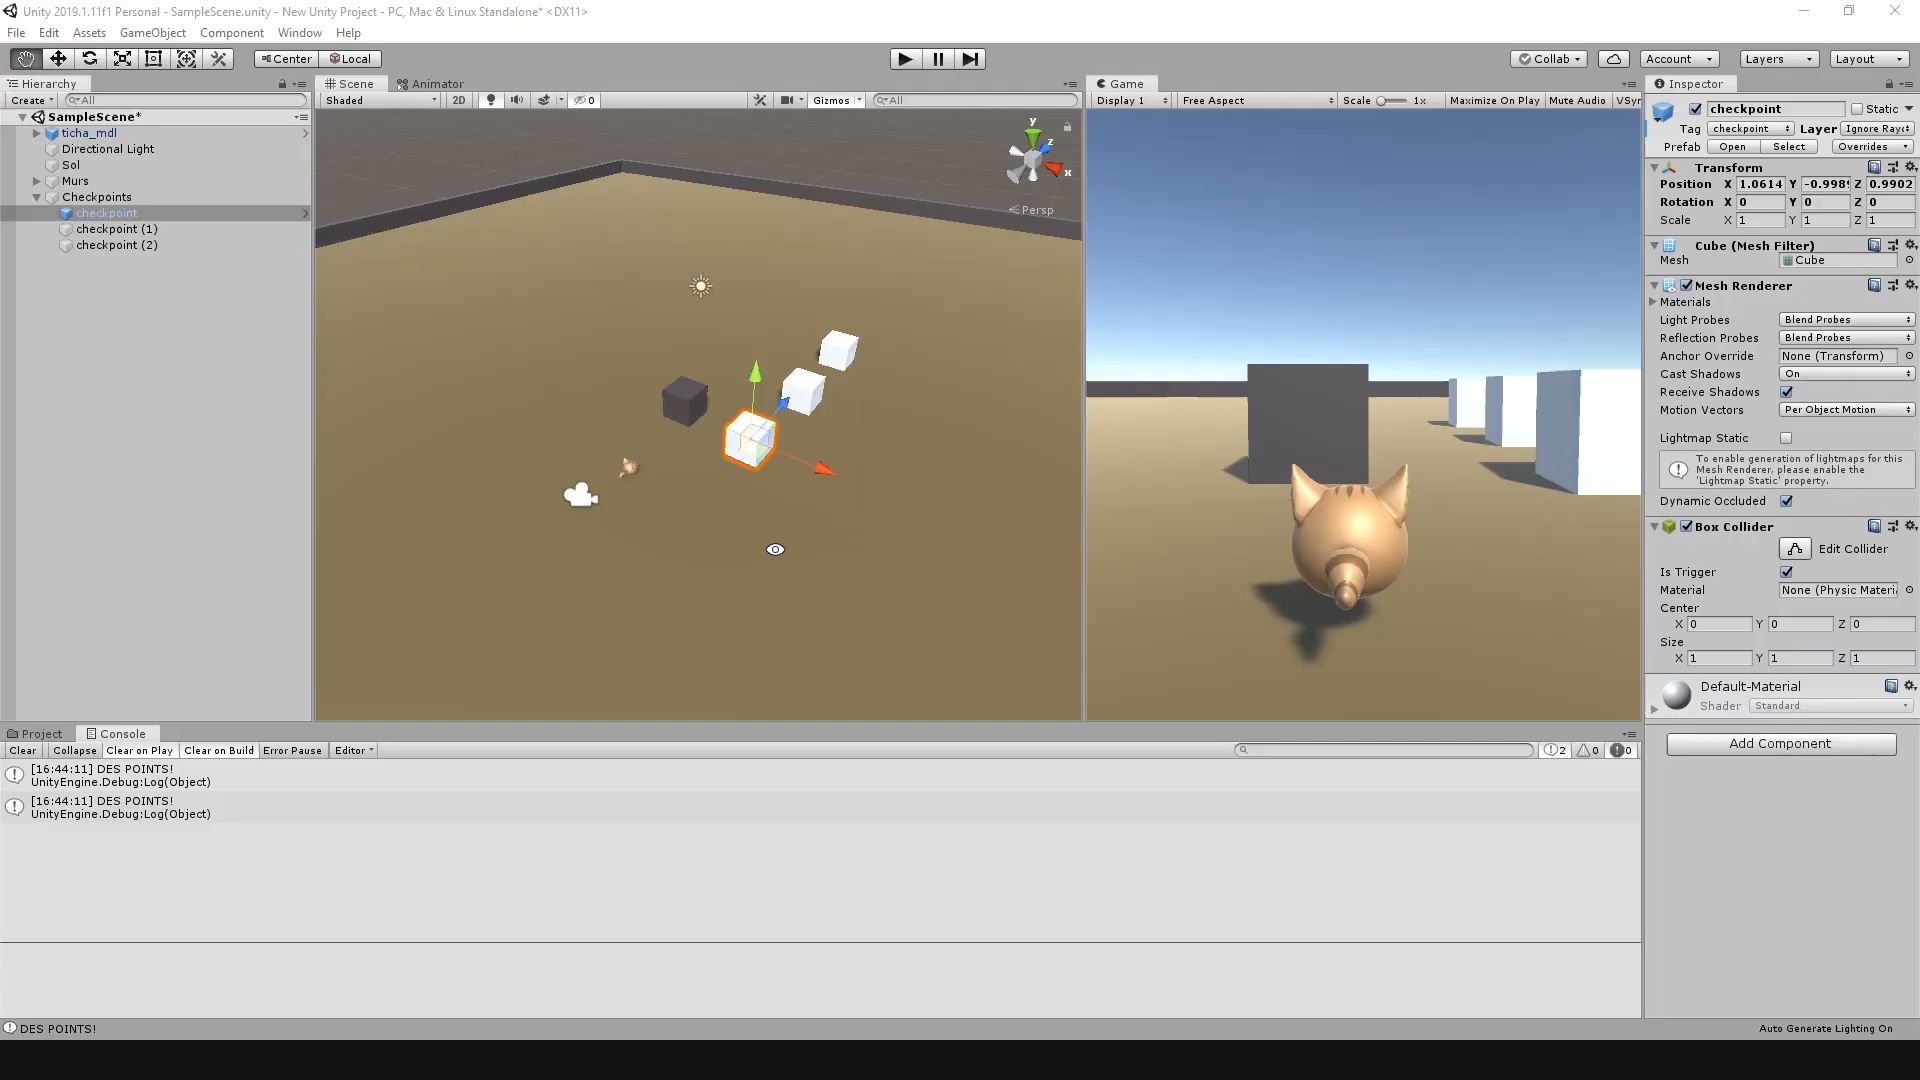 Unity 2019.1.11f1 Personal - SampleScene.unity - New Unity Project - PC, Mac & Linux Standalone* <DX11>
File Edit Assets GameObject Component Window Help
Center Local
Collab Account Layers Layout
Hierarchy
Create All
SampleScene*
ticha_mdl
Directional Light
Sol
Murs
Checkpoints
checkpoint
checkpoint (1)
checkpoint (2)
Scene Animator
Shaded 2D 0 Gizmos All
y
z
x
Persp
Game
Display 1 Free Aspect Scale 1x Maximize On Play Mute Audio VSyn
Inspector
checkpoint Static
Tag checkpoint Layer Ignore Rayc
Prefab Open Select Overrides
Transform
Position X 1.0614 Y -0.998 Z 0.9902
Rotation X 0 Y 0 Z 0
Scale X 1 Y 1 Z 1
Cube (Mesh Filter)
Mesh Cube
Mesh Renderer
Materials
Light Probes Blend Probes
Reflection Probes Blend Probes
Anchor Override None (Transform)
Cast Shadows On
Receive Shadows
Motion Vectors Per Object Motion
Lightmap Static
To enable generation of lightmaps for this
Mesh Renderer, please enable the
'Lightmap Static' property.
Dynamic Occluded
Box Collider
Edit Collider
Is Trigger
Material None (Physic Materi
Center
X 0 Y 0 Z 0
Size
X 1 Y 1 Z 1
Default-Material
Shader Standard
Add Component
Project Console
Clear Collapse Clear on Play Clear on Build Error Pause Editor 2 0 0
[16:44:11] DES POINTS!
UnityEngine.Debug:Log(Object)
[16:44:11] DES POINTS!
UnityEngine.Debug:Log(Object)
DES POINTS!
Auto Generate Lighting On